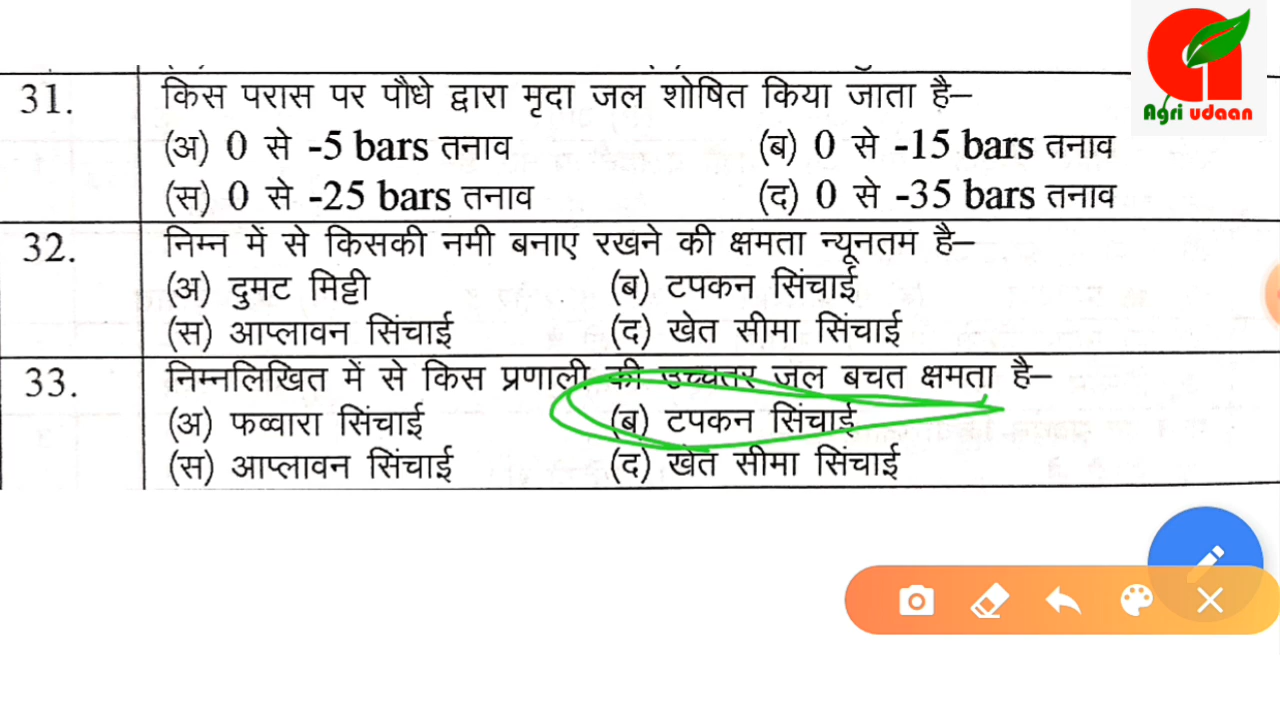 Agri udaan
31. किस परास पर पौधे द्वारा मृदा जल शोषित किया जाता है–
(अ) 0 से -5 bars तनाव (ब) 0 से -15 bars तनाव
(स) 0 से -25 bars तनाव (द) 0 से -35 bars तनाव
32. निम्न में से किसकी नमी बनाए रखने की क्षमता न्यूनतम है–
(अ) दुमट मिट्टी (ब) टपकन सिंचाई
(स) आप्लावन सिंचाई (द) खेत सीमा सिंचाई
33. निम्नलिखित में से किस प्रणाली की उच्चतर जल बचत क्षमता है–
(अ) फव्वारा सिंचाई (ब) टपकन सिंचाई
(स) आप्लावन सिंचाई (द) खेत सीमा सिंचाई